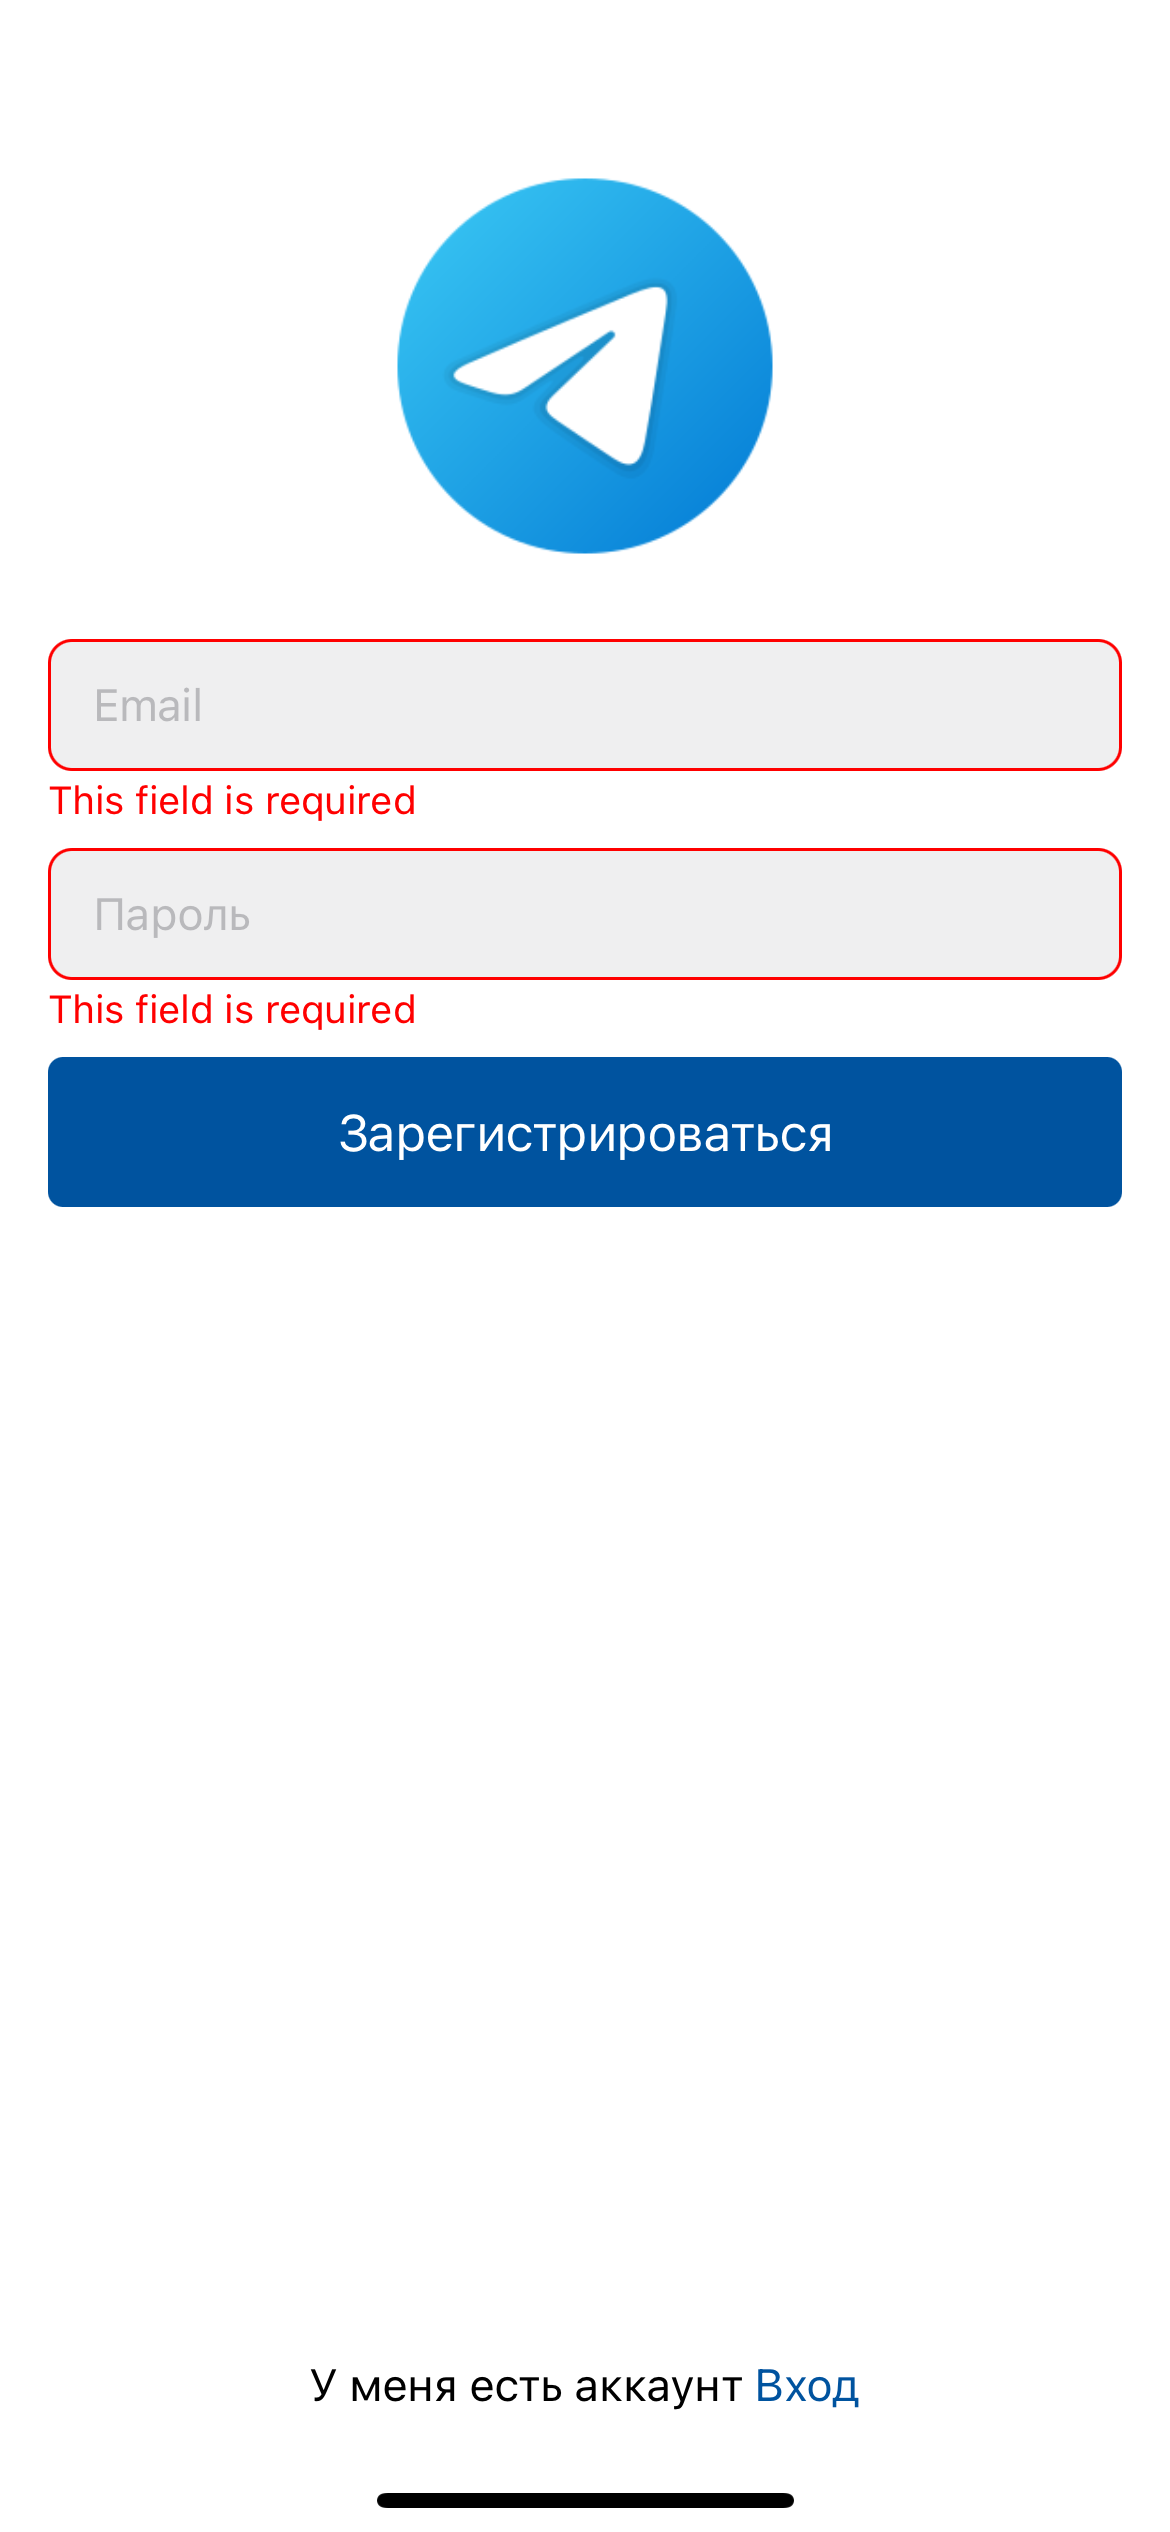 Email
This field is required
Пароль
This field is required
Зарегистрироваться
У меня есть аккаунт Вход